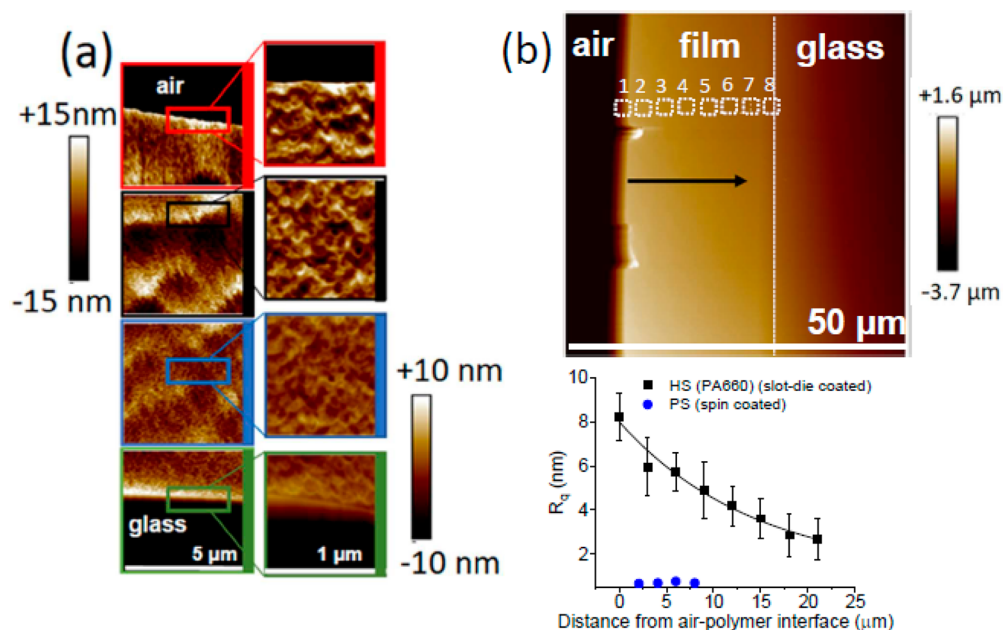 (a)
air
+15nm
-15 nm
+10 nm
-10 nm
glass
5 µm
1 µm
(b)
air film glass
1 2 3 4 5 6 7 8
+1.6 µm
-3.7 µm
50 µm
10
8
6
4
2
Rq (nm)
HS (PA660) (slot-die coated)
PS (spin coated)
0 5 10 15 20 25
Distance from air-polymer interface (µm)